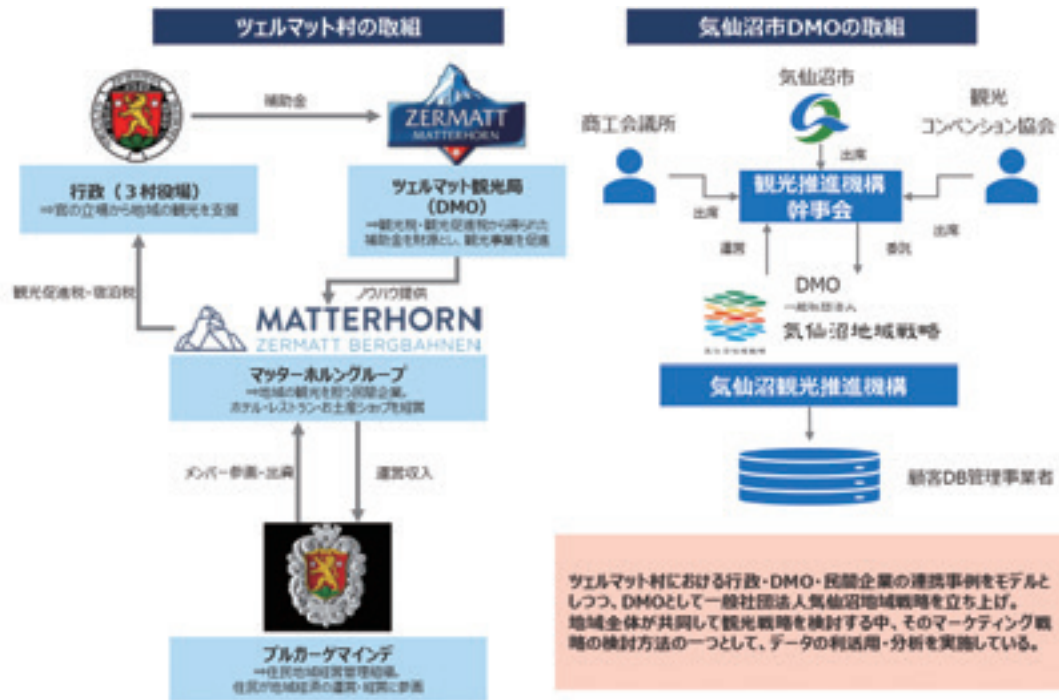 ツェルマット村の取組
補助金
ZERMATT
MATTERHORN
行政（３村役場）
⇒官の立場から地域の観光を支援
ツェルマット観光局
（DMO）
⇒観光税・観光促進税から得られた
補助金を財源とし、観光事業を促進
観光促進税・宿泊税
ノウハウ提供
MATTERHORN
ZERMATT BERGBAHNEN
マッターホルングループ
⇒地域の観光を担う民間企業。
ホテル・レストラン・お土産ショップを経営
メンバー参画・出資
運営収入
ブルガーゲマインデ
⇒住民地域経営管理組織。
住民が地域経済の運営・経営に参画
気仙沼市DMOの取組
気仙沼市
商工会議所
観光
コンベンション協会
出席
観光推進機構
幹事会
出席
出席
運営
委託
DMO
一般社団法人
気仙沼地域戦略
気仙沼観光推進機構
顧客DB管理事業者
ツェルマット村における行政・DMO・民間企業の連携事例をモデルと
しつつ、DMOとして一般社団法人気仙沼地域戦略を立ち上げ。
地域全体が共同して観光戦略を検討する中、そのマーケティング戦
略の検討方法の一つとして、データの利活用・分析を実施している。